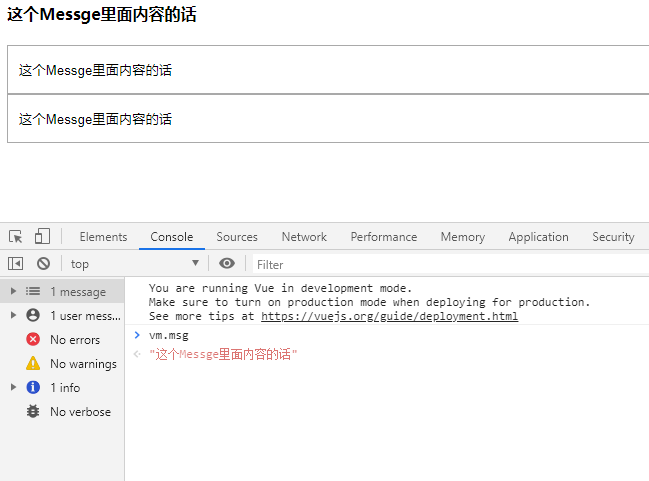 这个Messge里面内容的话
这个Messge里面内容的话
这个Messge里面内容的话
Elements Console Sources Network Performance Memory Application Security
top Filter
1 message
1 user mess...
No errors
No warnings
1 info
No verbose
You are running Vue in development mode.
Make sure to turn on production mode when deploying for production.
See more tips at https://vuejs.org/guide/deployment.html
vm.msg
"这个Messge里面内容的话"